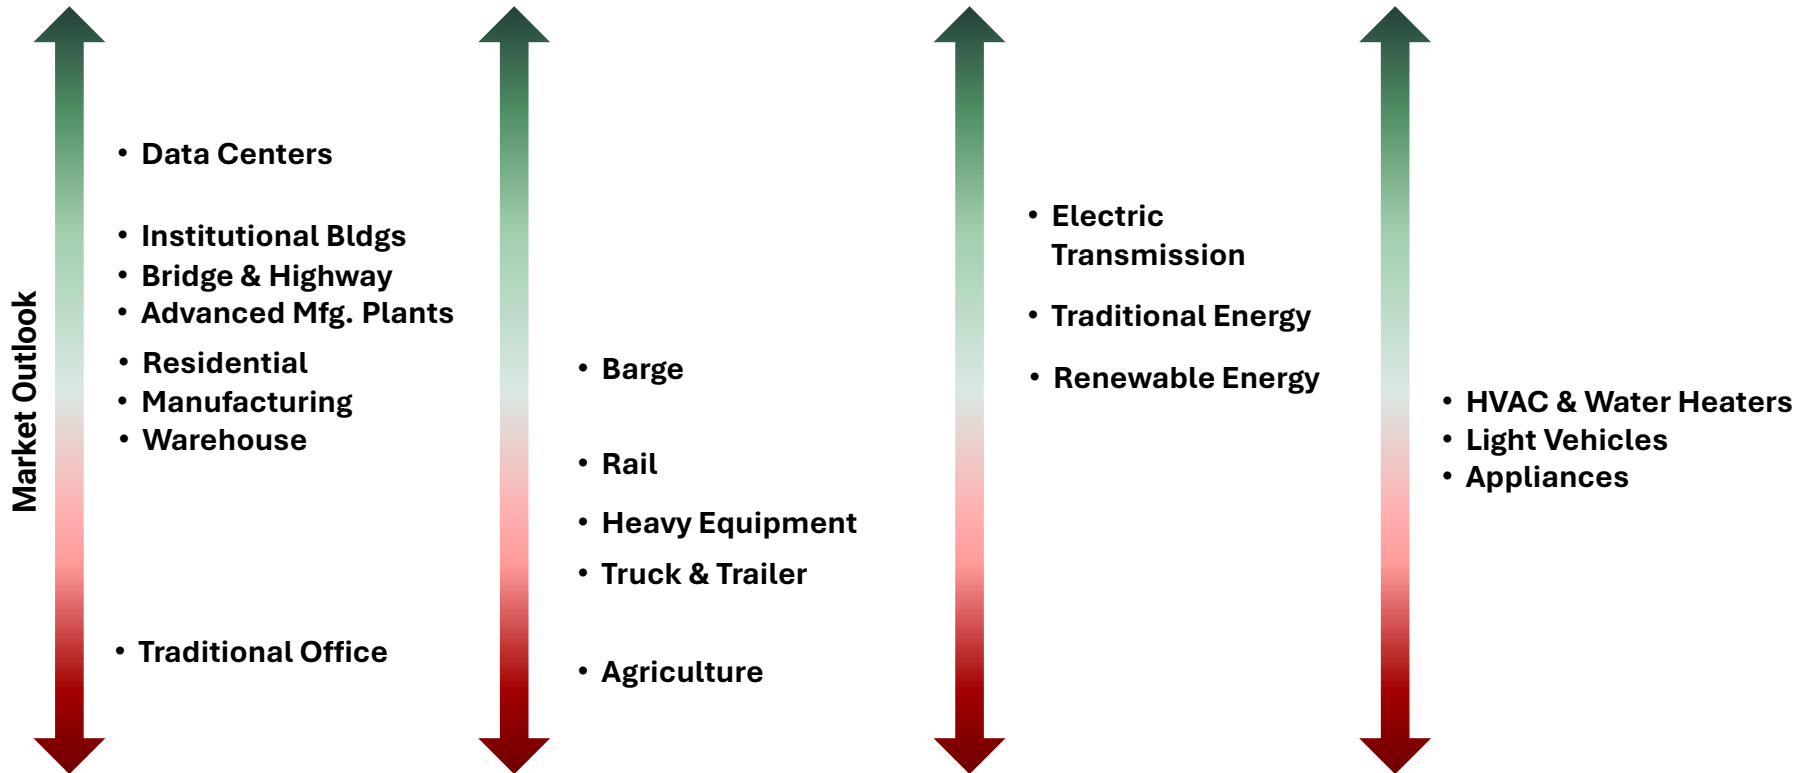 Market Outlook
• Data Centers
• Institutional Bldgs
• Bridge & Highway
• Advanced Mfg. Plants
• Residential
• Manufacturing
• Warehouse
• Traditional Office
• Barge
• Rail
• Heavy Equipment
• Truck & Trailer
• Agriculture
• Electric
Transmission
• Traditional Energy
• Renewable Energy
• HVAC & Water Heaters
• Light Vehicles
• Appliances